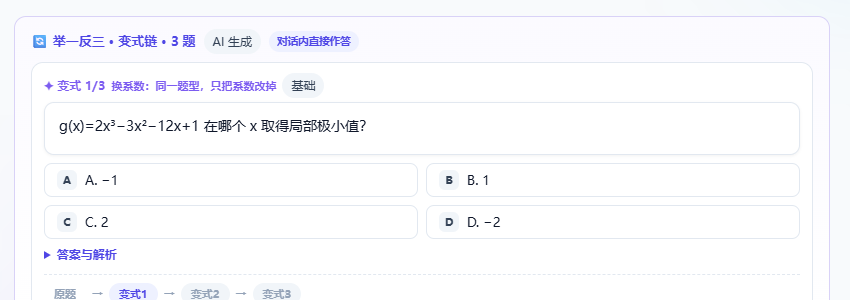 举一反三 • 变式链 • 3 题 AI 生成 对话内直接作答
✦ 变式 1/3 换系数：同一题型，只把系数改掉 基础
g(x)=2x³−3x²−12x+1 在哪个 x 取得局部极小值?
A A. −1
B B. 1
C C. 2
D D. −2
▶ 答案与解析
原题 → 变式1 → 变式2 → 变式3